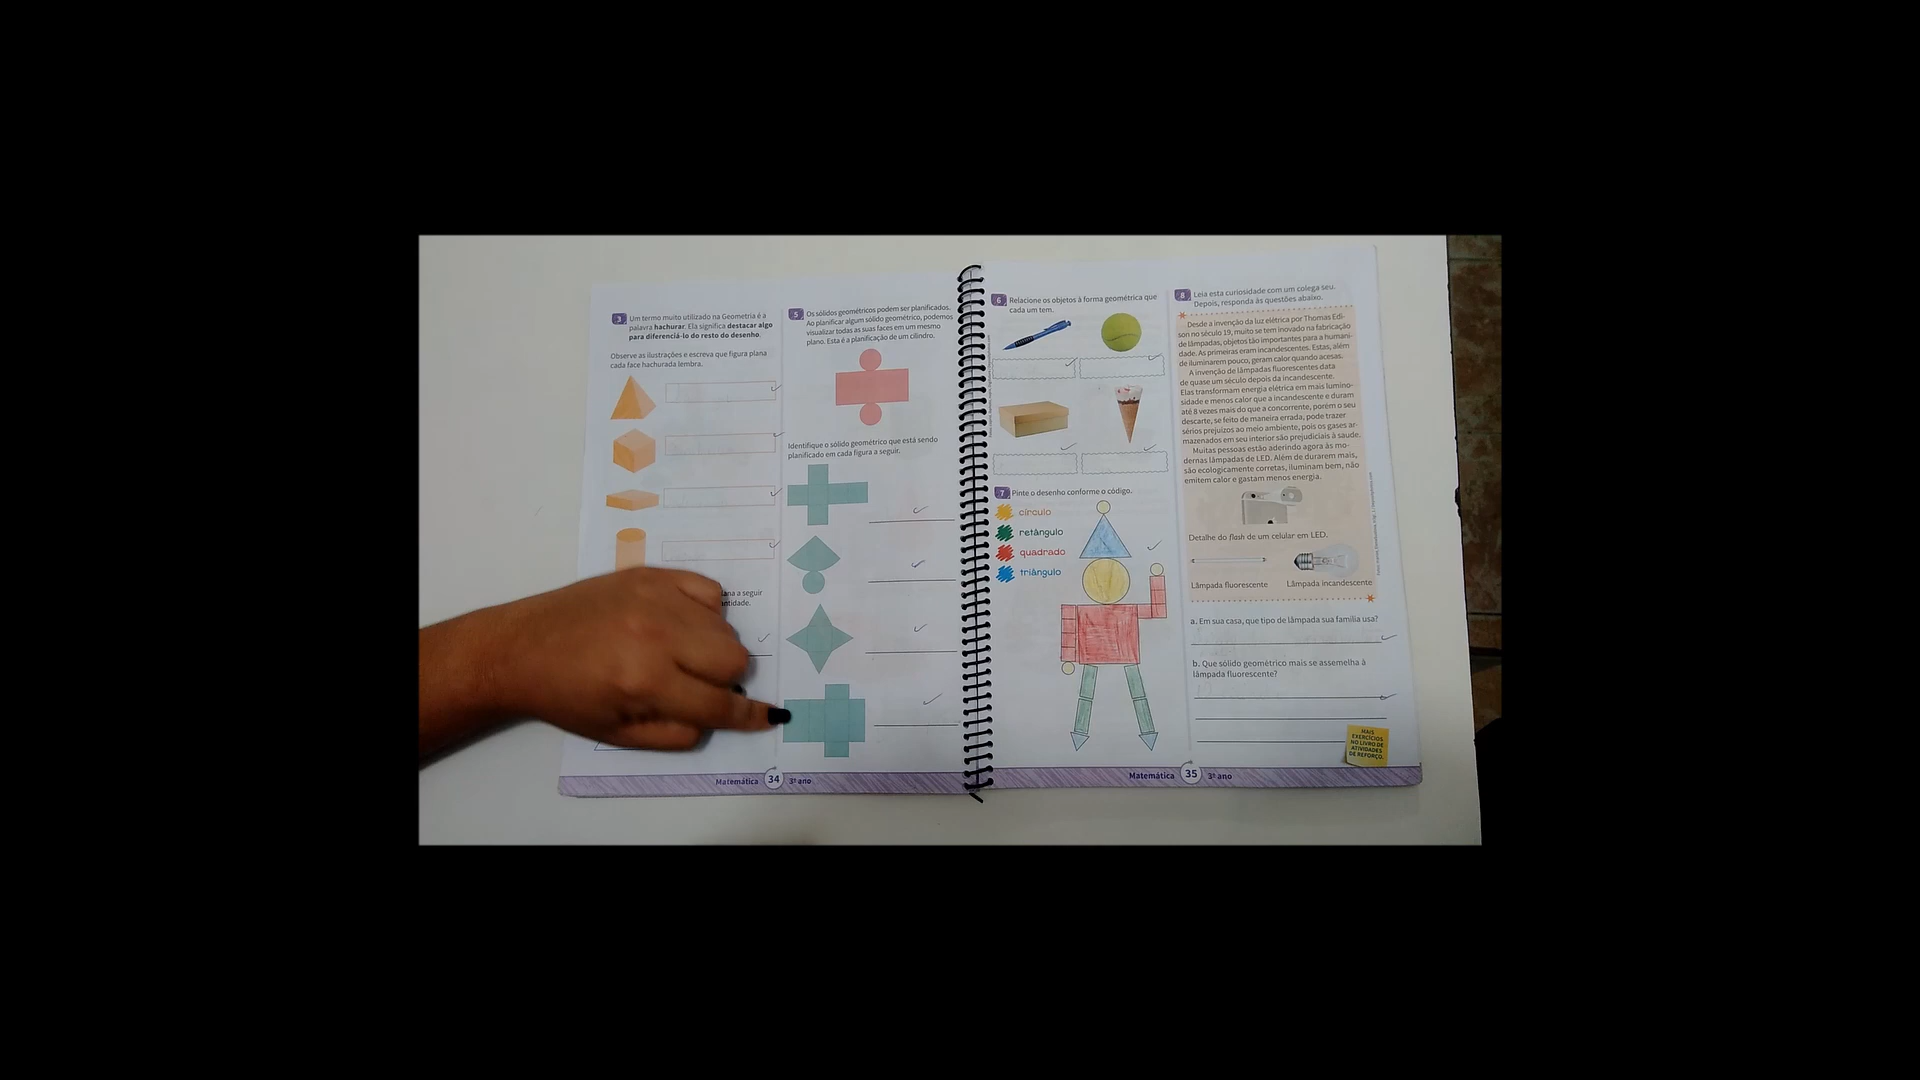 3 Um termo muito utilizado na Geometria é a
palavra hachurar. Ela significa destacar algo
para diferenciá-lo do resto do desenho.
Observe as ilustrações e escreva que figura plana
cada face hachurada lembra.
lana a seguir
ntidade.
5 Os sólidos geométricos podem ser planificados.
Ao planificar algum sólido geométrico, podemos
visualizar todas as suas faces em um mesmo
plano. Esta é a planificação de um cilindro.
Identifique o sólido geométrico que está sendo
planificado em cada figura a seguir.
Matemática 34 3º ano
6 Relacione os objetos à forma geométrica que
cada um tem.
7 Pinte o desenho conforme o código.
círculo
retângulo
quadrado
triângulo
8 Leia esta curiosidade com um colega seu.
Depois, responda às questões abaixo.
Desde a invenção da luz elétrica por Thomas Edi-
son no século 19, muito se tem inovado na fabricação
de lâmpadas, objetos tão importantes para a humani-
dade. As primeiras eram incandescentes. Estas, além
de iluminarem pouco, geram calor quando acesas.
A invenção de lâmpadas fluorescentes data
de quase um século depois da incandescente.
Elas transformam energia elétrica em mais lumino-
sidade e menos calor que a incandescente e duram
até 8 vezes mais do que a concorrente, porém o seu
descarte, se feito de maneira errada, pode trazer
sérios prejuízos ao meio ambiente, pois os gases ar-
mazenados em seu interior são prejudiciais à saúde.
Muitas pessoas estão aderindo agora às mo-
dernas lâmpadas de LED. Além de durarem mais,
são ecologicamente corretas, iluminam bem, não
emitem calor e gastam menos energia.
Detalhe do flash de um celular em LED.
Lâmpada fluorescente
Lâmpada incandescente
a. Em sua casa, que tipo de lâmpada sua família usa?
b. Que sólido geométrico mais se assemelha à
lâmpada fluorescente?
MAIS
EXERCÍCIOS
NO LIVRO DE
ATIVIDADES
DE REFORÇO.
Matemática 35 3º ano